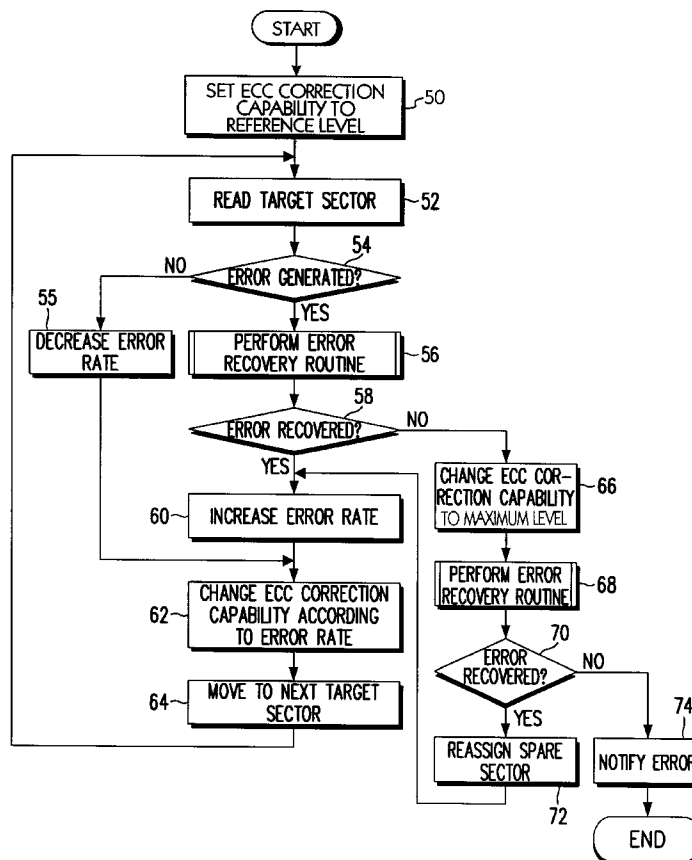 START
SET ECC CORRECTION
CAPABILITY TO
REFERENCE LEVEL
50
READ TARGET SECTOR
52
54
NO
ERROR GENERATED?
55
YES
DECREASE ERROR
RATE
PERFORM ERROR
RECOVERY ROUTINE
56
58
ERROR RECOVERED?
NO
YES
CHANGE ECC COR-
RECTION CAPABILITY
TO MAXIMUM LEVEL
66
60
INCREASE ERROR RATE
PERFORM ERROR
RECOVERY ROUTINE
68
62
CHANGE ECC CORRECTION
CAPABILITY ACCORDING
TO ERROR RATE
70
ERROR
RECOVERED?
NO
64
MOVE TO NEXT TARGET
SECTOR
YES
74
REASSIGN SPARE
SECTOR
NOTIFY ERROR
72
END